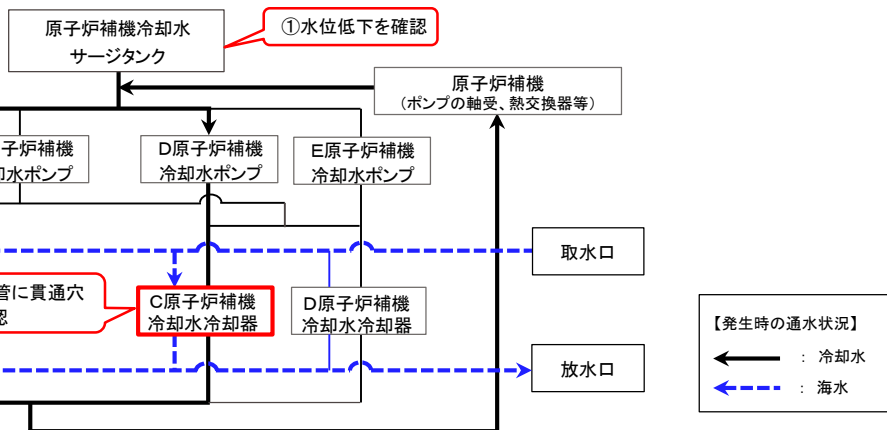 原子炉補機冷却水
サージタンク
①水位低下を確認
原子炉補機
（ポンプの軸受、熱交換器等）
子炉補機
却水ポンプ
D原子炉補機
冷却水ポンプ
E原子炉補機
冷却水ポンプ
取水口
管に貫通穴
認
C原子炉補機
冷却水冷却器
D原子炉補機
冷却水冷却器
放水口
【発生時の通水状況】
： 冷却水
： 海水